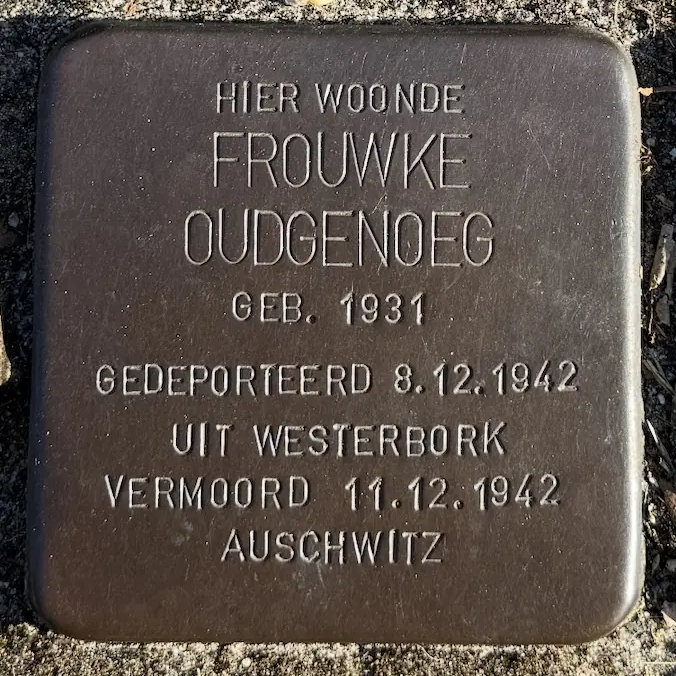 HIER WOONDE
FROUWKE
OUDGENOEG
GEB. 1931
GEDEPORTEERD 8.12.1942
UIT WESTERBORK
VERMOORD 11.12.1942
AUSCHWITZ